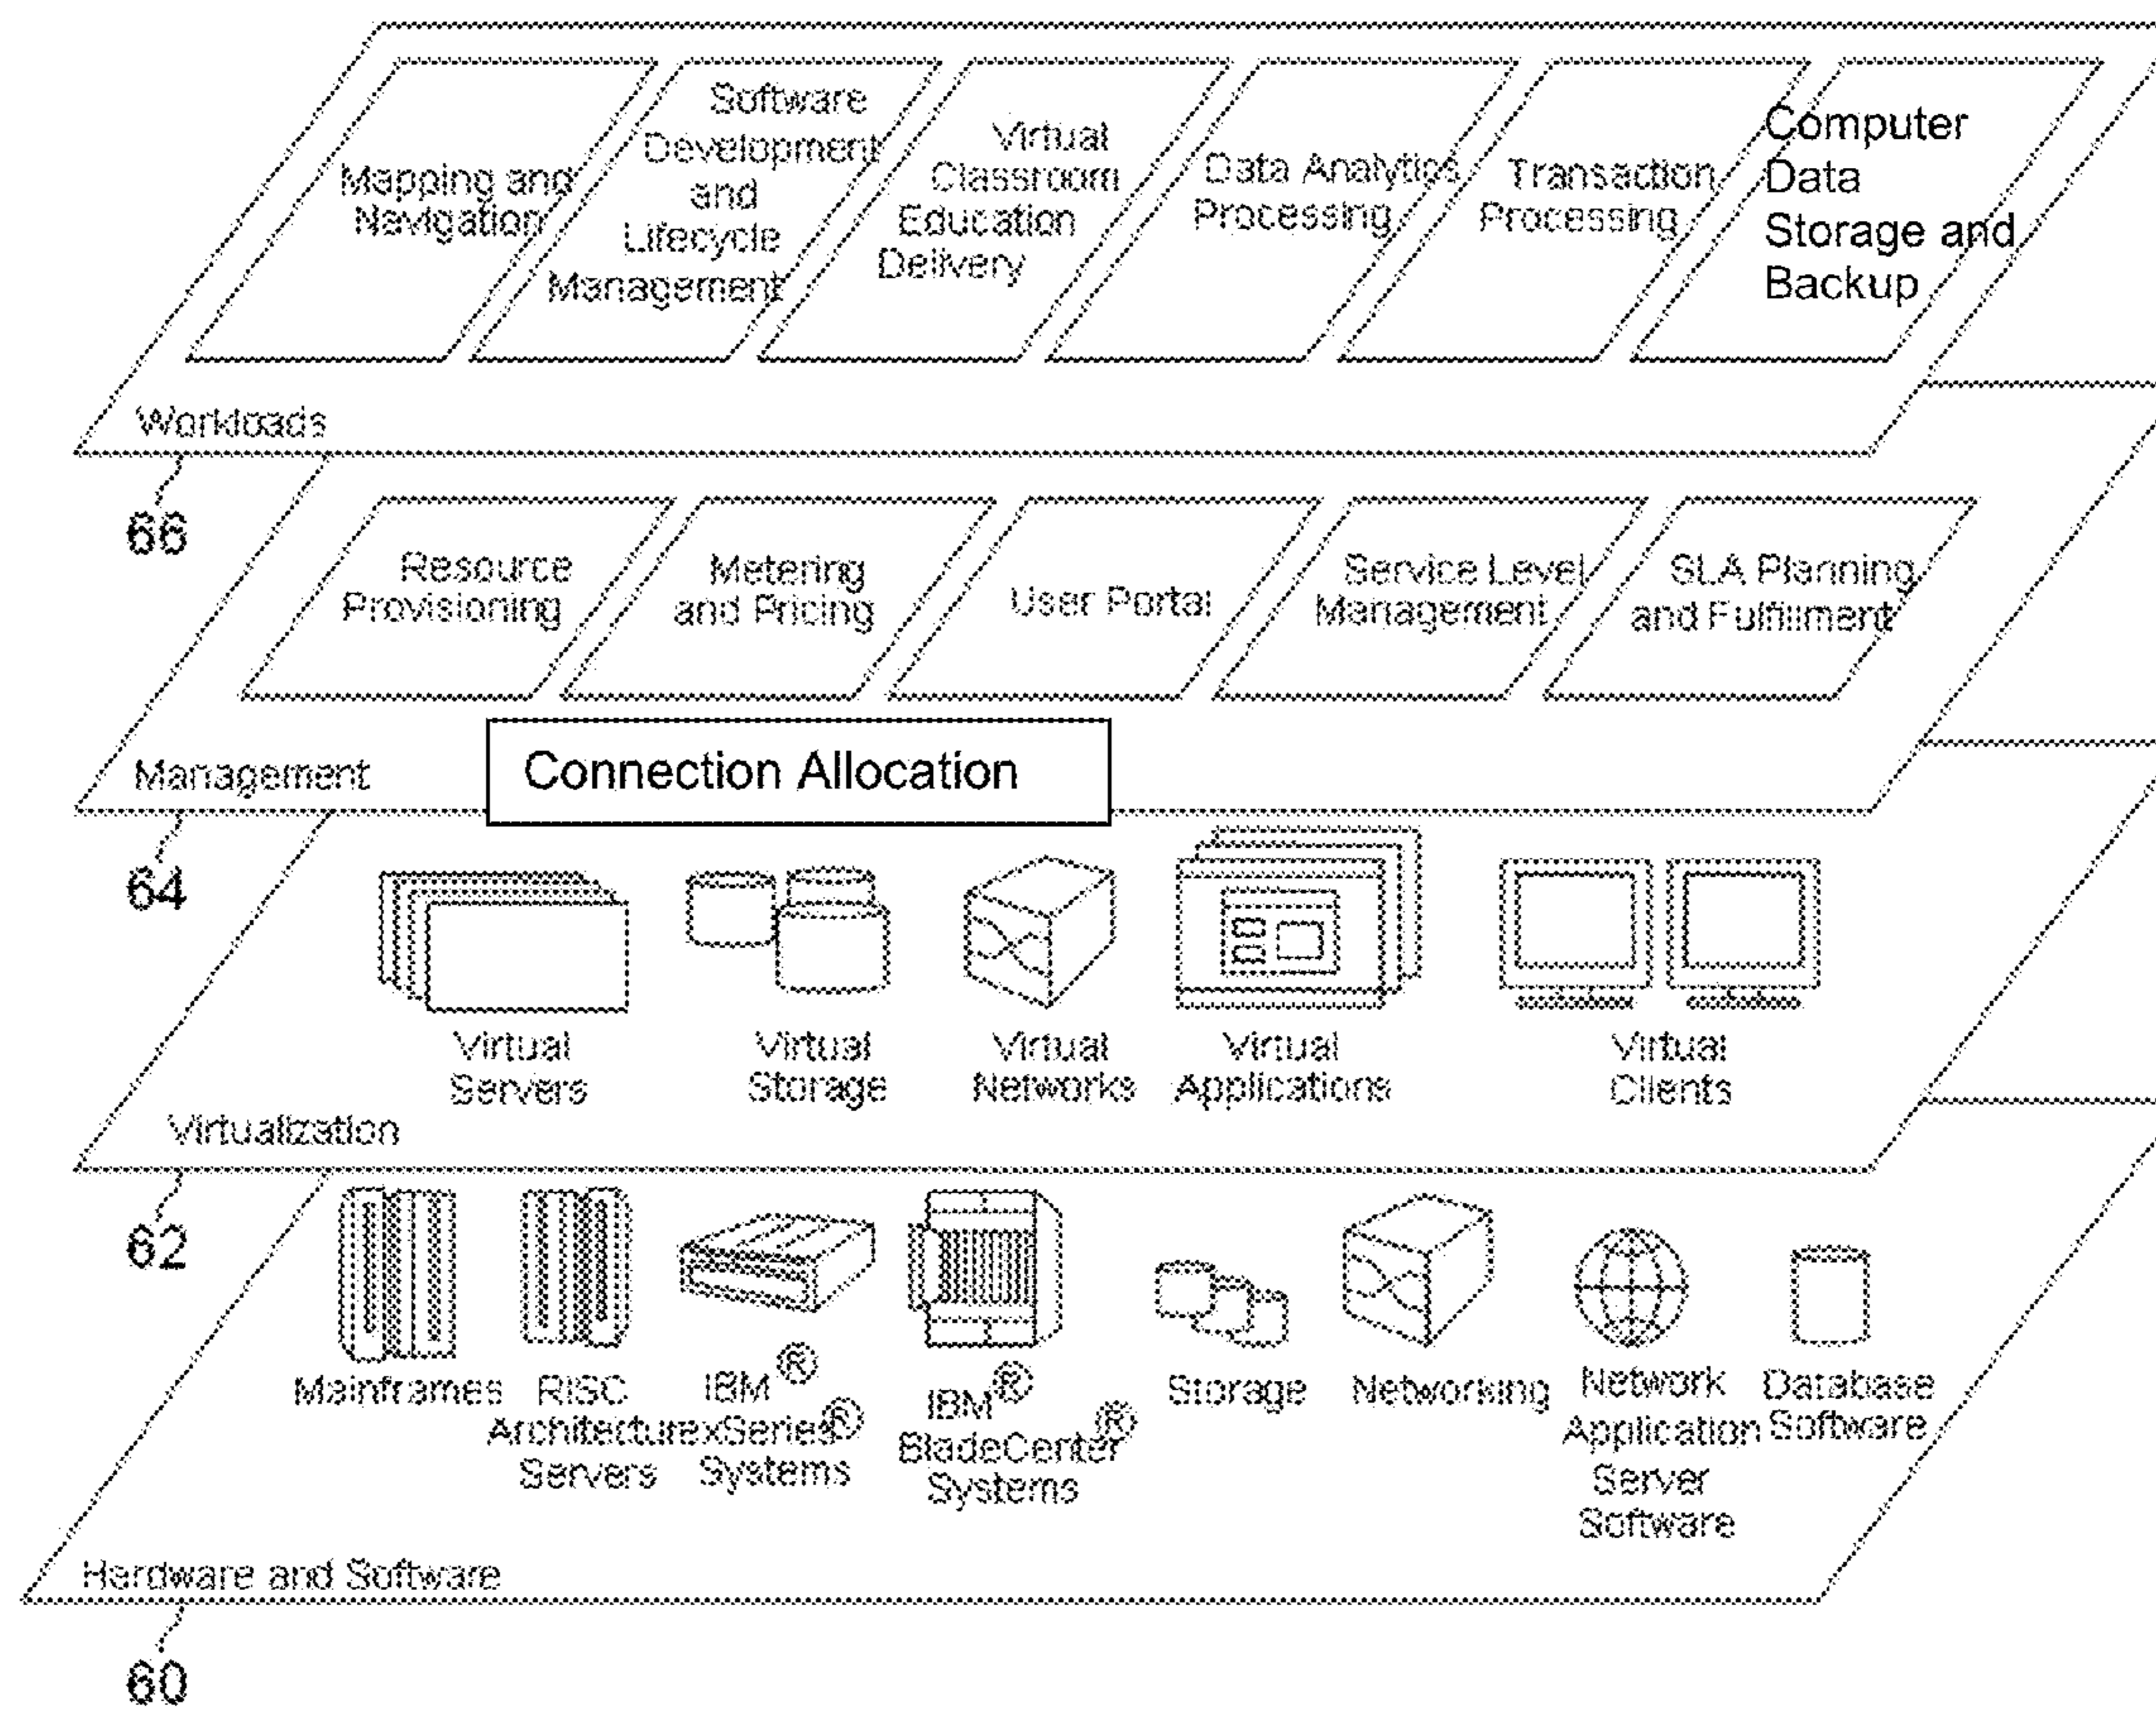 Mapping and
Navigation
Software
Development
and
Lifecycle
Management
Virtual
Classroom
Education
Delivery
Data Analytics
Processing
Transaction
Processing
Computer
Data
Storage and
Backup
Workloads
66
Resource
Provisioning
Metering
and Pricing
User Portal
Service Level
Management
SLA Planning
and Fulfillment
Management
Connection Allocation
64
Virtual
Servers
Virtual
Storage
Virtual
Networks
Virtual
Applications
Virtual
Clients
Virtualization
62
Mainframes
RISC
Architecture
Servers
IBM®
xSeries®
Systems
IBM®
BladeCenter®
Systems
Storage
Networking
Network
Application
Server
Software
Database
Software
Hardware and Software
60